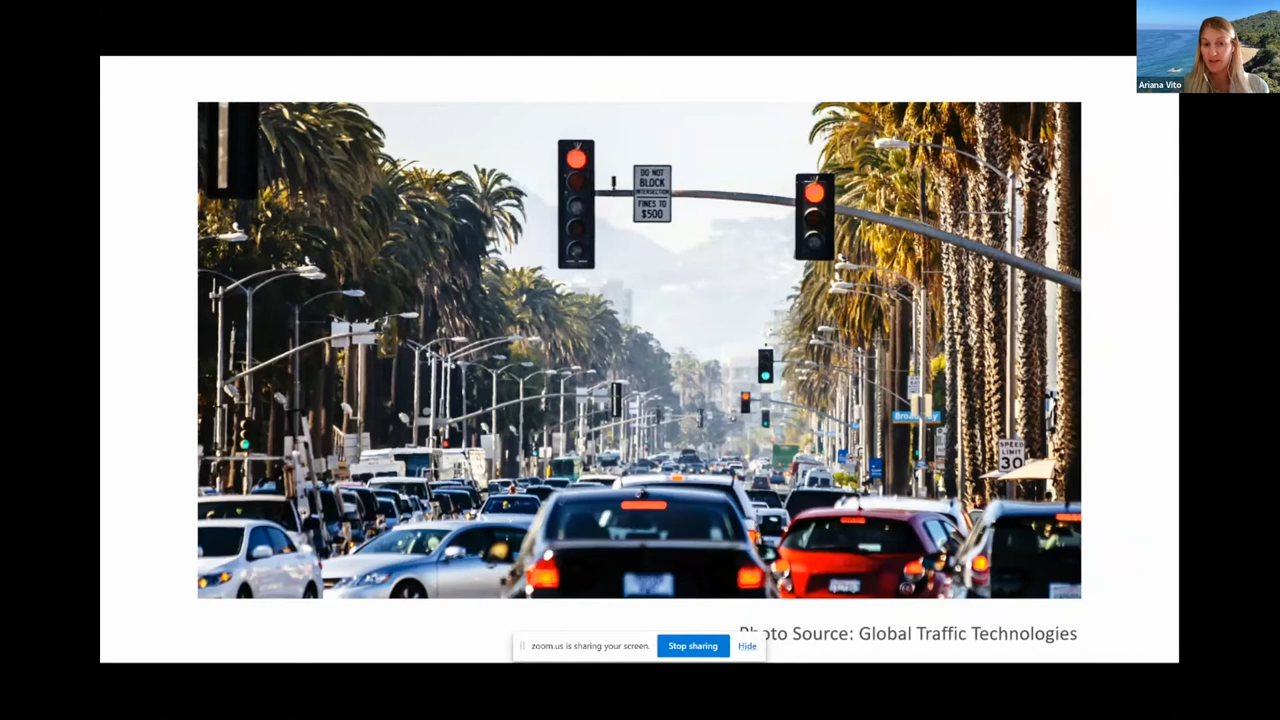 Ariana Vito
DO NOT
BLOCK
INTERSECTION
FINES TO
$500
Broadway
SPEED
LIMIT
30
Photo Source: Global Traffic Technologies
zoom.us is sharing your screen.
Stop sharing
Hide